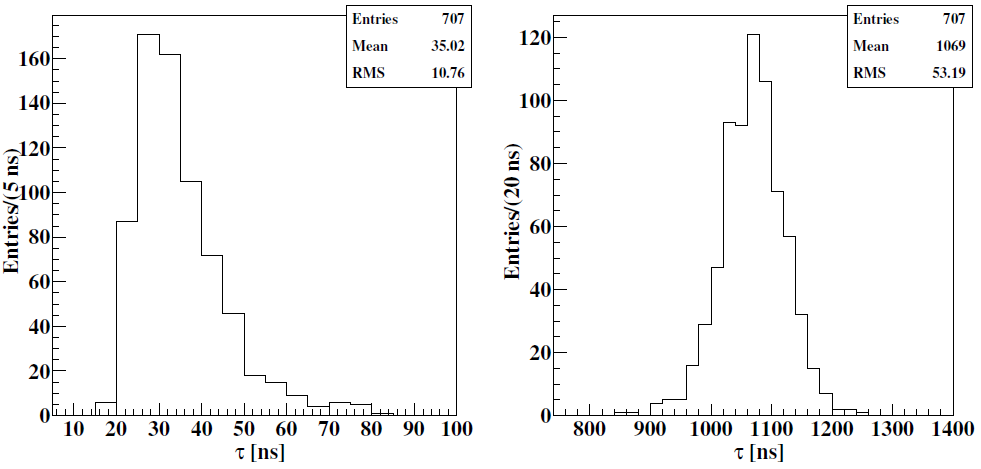 Entries 707
Mean 35.02
RMS 10.76
Entries/(5 ns)
160
140
120
100
80
60
40
20
0
10 20 30 40 50 60 70 80 90 100
τ [ns]
Entries 707
Mean 1069
RMS 53.19
Entries/(20 ns)
120
100
80
60
40
20
0
800 900 1000 1100 1200 1300 1400
τ [ns]